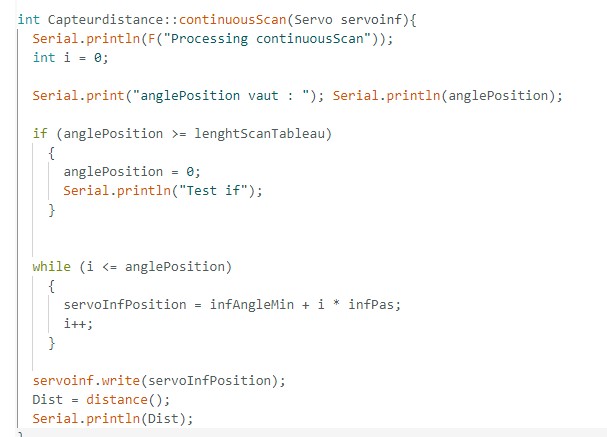 int Capteurdistance::continuousScan(Servo servoinf){
Serial.println(F("Processing continuousScan"));
int i = 0;
Serial.print("anglePosition vaut : "); Serial.println(anglePosition);
if (anglePosition >= lenghtScanTableau)
{
anglePosition = 0;
Serial.println("Test if");
}
while (i <= anglePosition)
{
servoInfPosition = infAngleMin + i * infPas;
i++;
}
servoinf.write(servoInfPosition);
Dist = distance();
Serial.println(Dist);
}